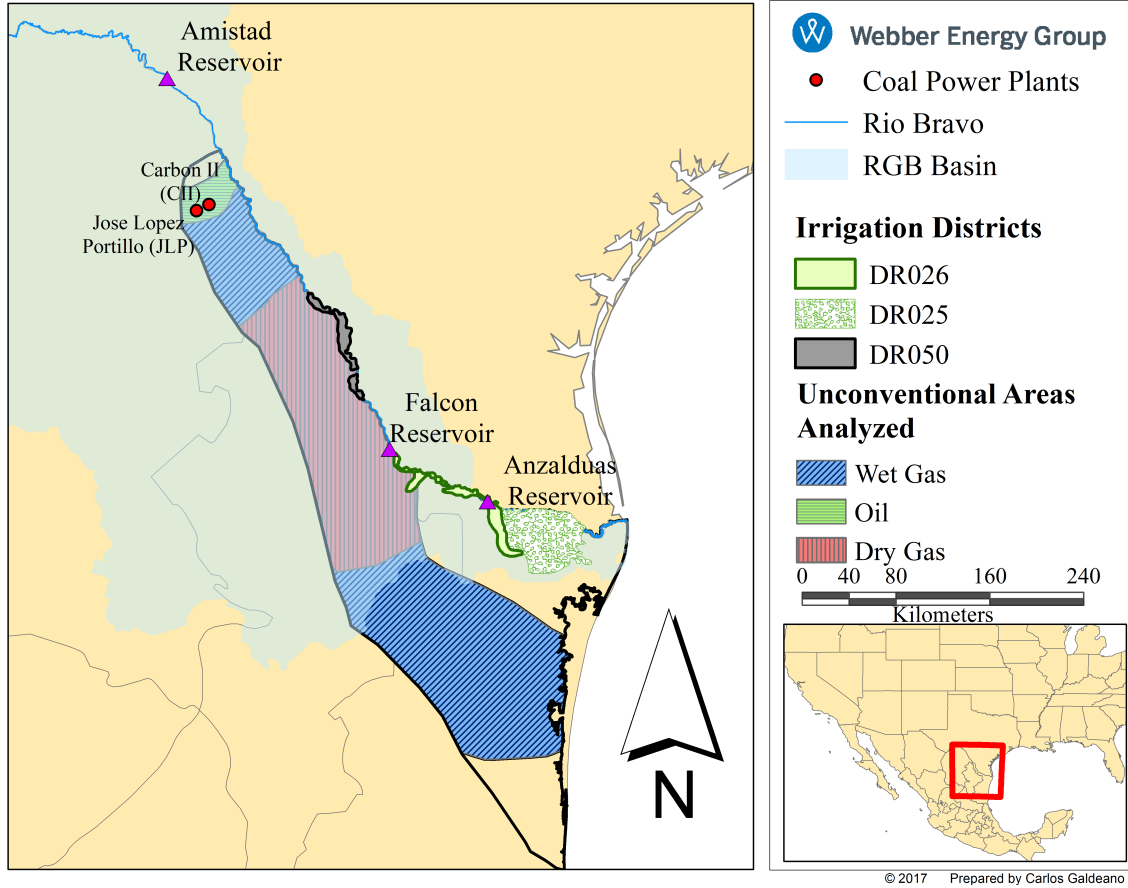 Amistad
Reservoir
Carbon II
(CII)
Jose Lopez
Portillo (JLP)
Falcon
Reservoir
Anzalduas
Reservoir
N
Webber Energy Group
Coal Power Plants
Rio Bravo
RGB Basin
Irrigation Districts
DR026
DR025
DR050
Unconventional Areas
Analyzed
Wet Gas
Oil
Dry Gas
0 40 80 160 240
Kilometers
© 2017 Prepared by Carlos Galdeano